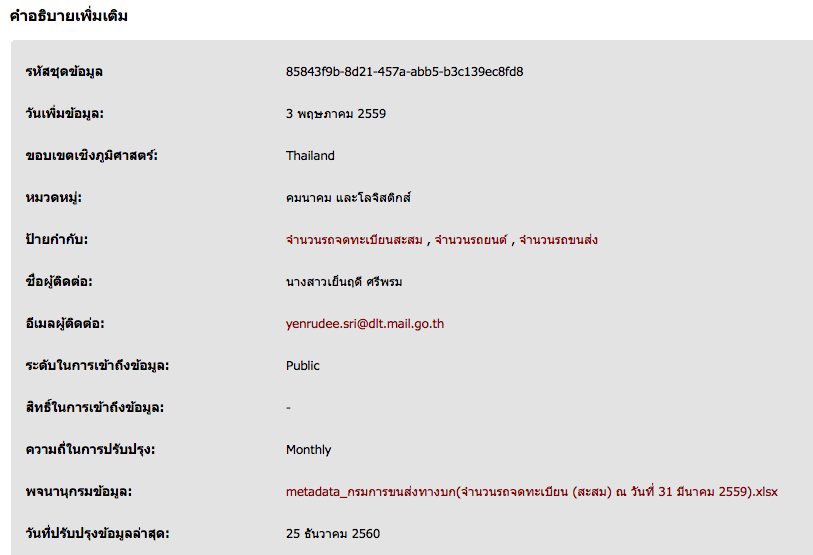 คำอธิบายเพิ่มเติม
รหัสชุดข้อมูล 85843f9b-8d21-457a-abb5-b3c139ec8fd8
วันเพิ่มข้อมูล: 3 พฤษภาคม 2559
ขอบเขตเชิงภูมิศาสตร์: Thailand
หมวดหมู่: คมนาคม และโลจิสติกส์
ป้ายกำกับ: จำนวนรถจดทะเบียนสะสม , จำนวนรถยนต์ , จำนวนรถขนส่ง
ชื่อผู้ติดต่อ: นางสาวเย็นฤดี ศรีพรม
อีเมลผู้ติดต่อ: yenrudee.sri@dlt.mail.go.th
ระดับในการเข้าถึงข้อมูล: Public
สิทธิ์ในการเข้าถึงข้อมูล: -
ความถี่ในการปรับปรุง: Monthly
พจนานุกรมข้อมูล: metadata_กรมการขนส่งทางบก(จำนวนรถจดทะเบียน (สะสม) ณ วันที่ 31 มีนาคม 2559).xlsx
วันที่ปรับปรุงข้อมูลล่าสุด: 25 ธันวาคม 2560